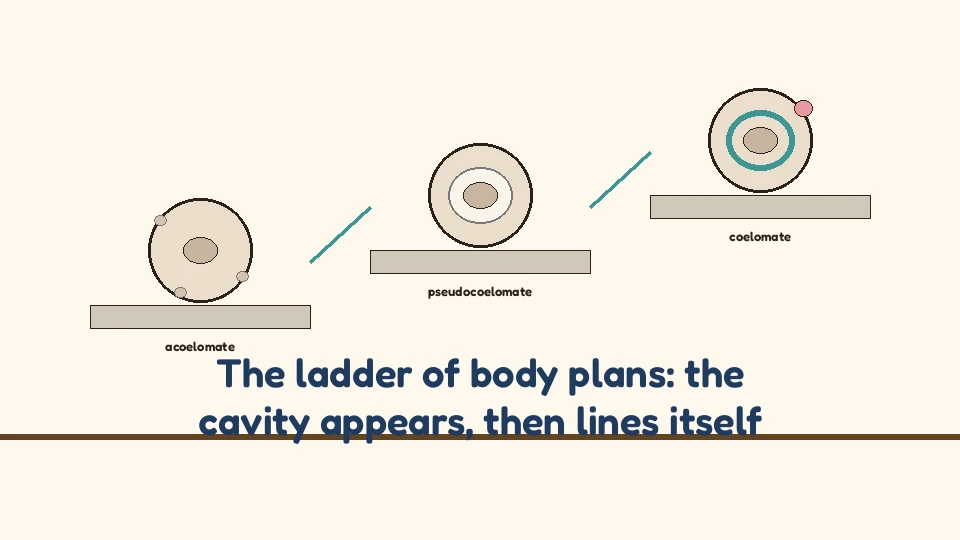 coelomate
pseudocoelomate
acoelomate
The ladder of body plans: the
cavity appears, then lines itself